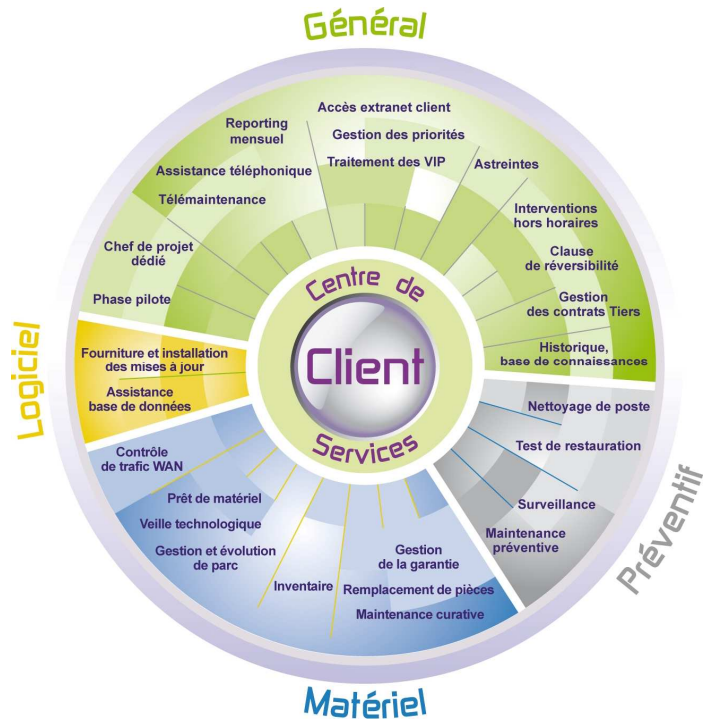 Général
Accès extranet client
Gestion des priorités
Traitement des VIP
Reporting
mensuel
Assistance téléphonique
Télémaintenance
Chef de projet
dédié
Phase pilote
Astreintes
Interventions
hors horaires
Clause
de réversibilité
Gestion
des contrats Tiers
Historique,
base de connaissances
Centre de
Client
Services
Logiciel
Fourniture et installation
des mises à jour
Assistance
base de données
Préventif
Nettoyage de poste
Test de restauration
Surveillance
Maintenance
préventive
Contrôle
de trafic WAN
Prêt de matériel
Veille technologique
Gestion et évolution
de parc
Inventaire
Gestion
de la garantie
Remplacement de pièces
Maintenance curative
Matériel